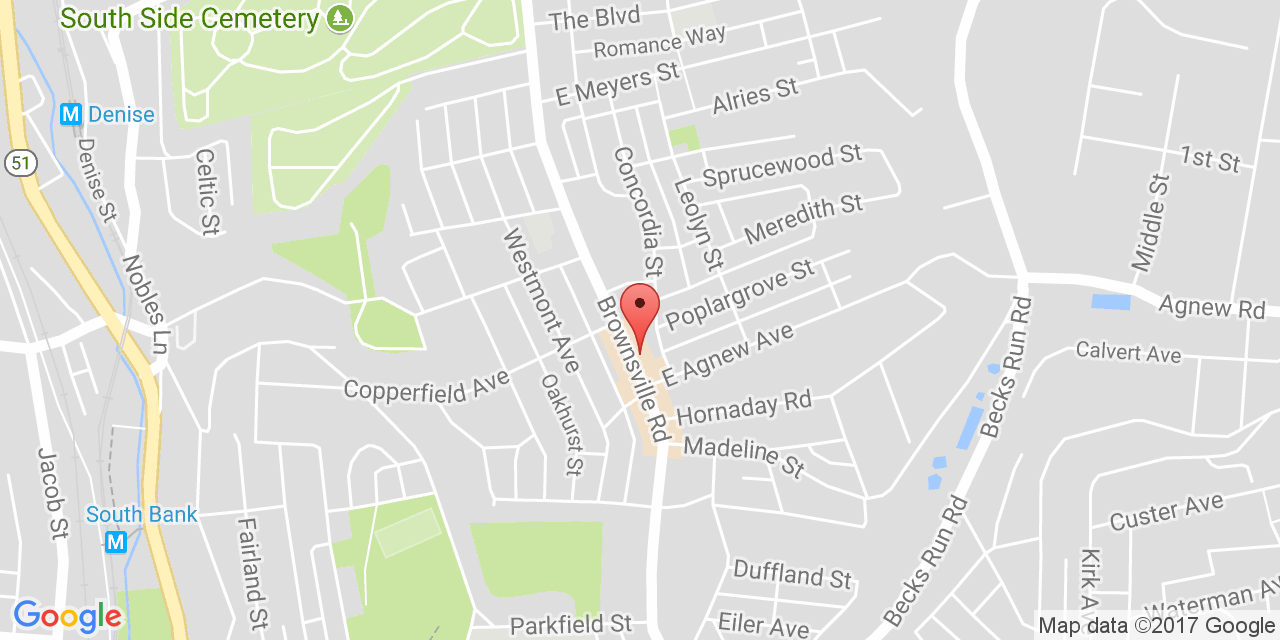 South Side Cemetery
The Blvd
Romance Way
E Meyers St
Alries St
M Denise
51
Denise St
Celtic St
Concordia St
Sprucewood St
1st St
Leolyn St
Meredith St
Middle St
Westmont Ave
Nobles Ln
Poplargrove St
Brownsville Rd
Agnew Rd
E Agnew Ave
Calvert Ave
Becks Run Rd
Copperfield Ave
Oakhurst St
Hornaday Rd
Madeline St
Jacob St
South Bank
M
Fairland St
Custer Ave
Becks Run Rd
Duffland St
Kirk Av
Waterman Av
Eiler Ave
Parkfield St
Google
Map data ©2017 Google